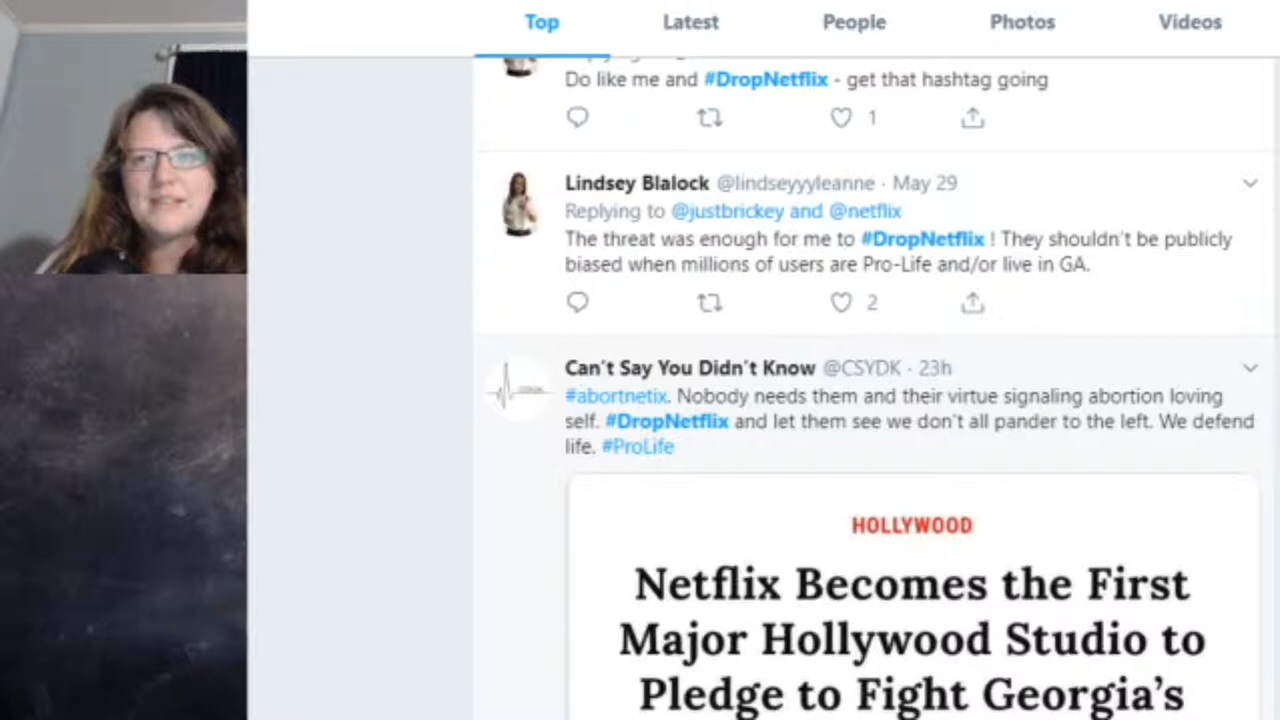 Top Latest People Photos Videos
Do like me and #DropNetflix - get that hashtag going
1
Lindsey Blalock @lindseyyyleanne · May 29
Replying to @justbrickey and @netflix
The threat was enough for me to #DropNetflix ! They shouldn't be publicly
biased when millions of users are Pro-Life and/or live in GA.
2
Can't Say You Didn't Know @CSYDK · 23h
#abortnetix. Nobody needs them and their virtue signaling abortion loving
self. #DropNetflix and let them see we don't all pander to the left. We defend
life. #ProLife
HOLLYWOOD
Netflix Becomes the First
Major Hollywood Studio to
Pledge to Fight Georgia's